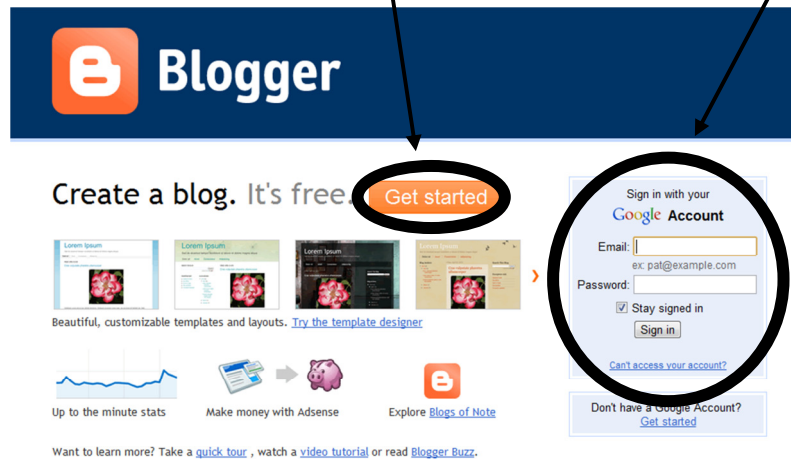 Blogger
Create a blog. It's free. Get started
Lorem Ipsum
Lorem Ipsum
Lorem Ipsum
Lorem Ipsum
Beautiful, customizable templates and layouts. Try the template designer
Up to the minute stats
Make money with Adsense
Explore Blogs of Note
Want to learn more? Take a quick tour , watch a video tutorial or read Blogger Buzz.
Sign in with your
Google Account
Email:
ex: pat@example.com
Password:
Stay signed in
Sign in
Can't access your account?
Don't have a Google Account?
Get started